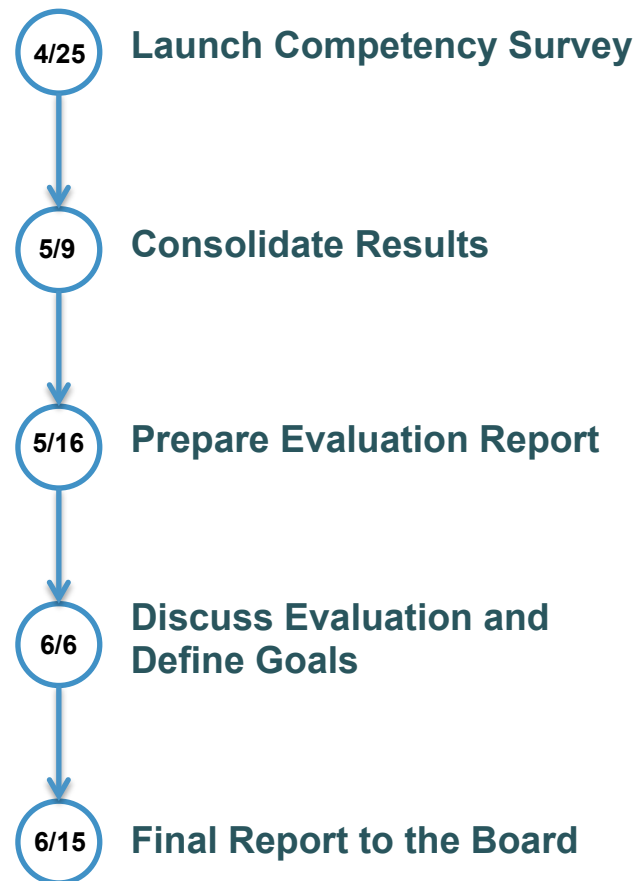 4/25
Launch Competency Survey
5/9
Consolidate Results
5/16
Prepare Evaluation Report
6/6
Discuss Evaluation and
Define Goals
6/15
Final Report to the Board